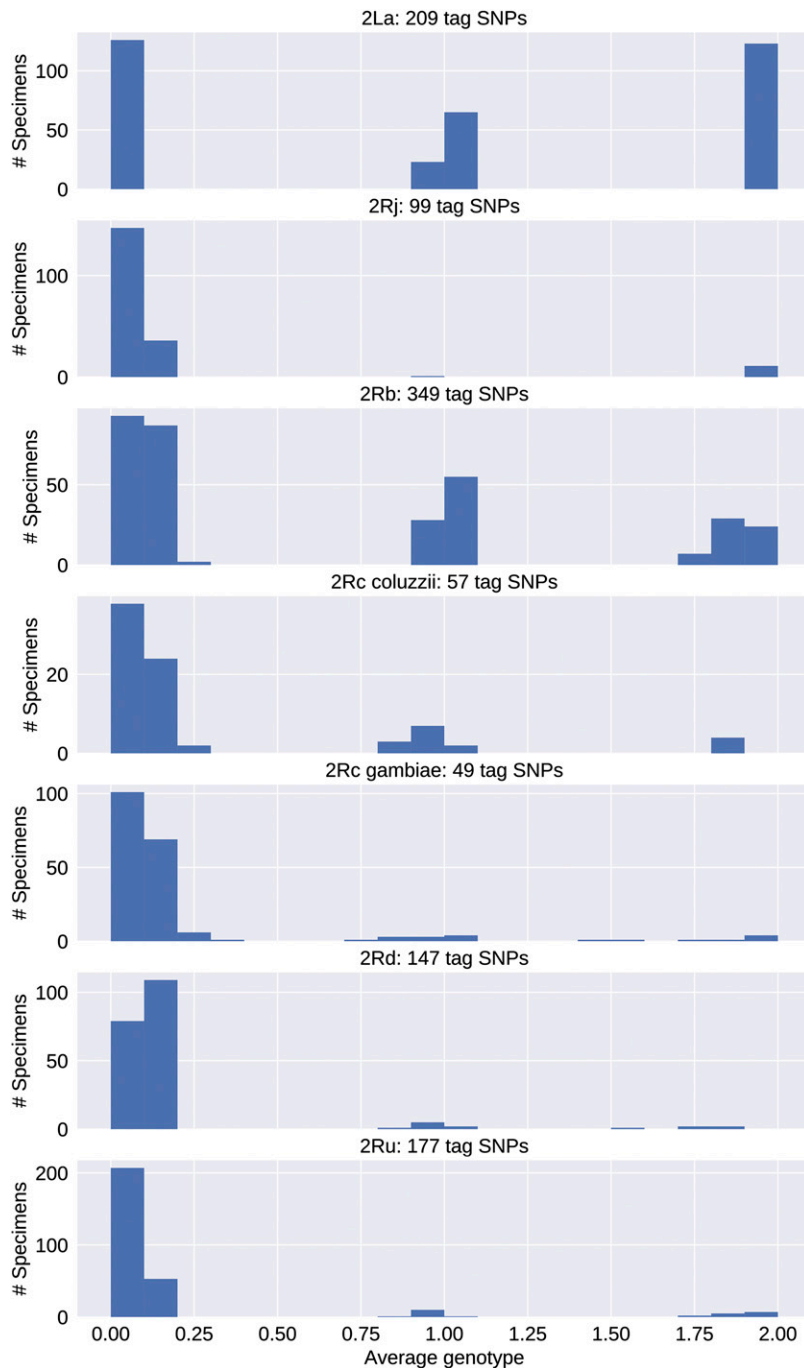 2La: 209 tag SNPs
# Specimens
100
50
0
2Rj: 99 tag SNPs
# Specimens
100
0
2Rb: 349 tag SNPs
# Specimens
50
0
2Rc coluzzii: 57 tag SNPs
# Specimens
20
0
2Rc gambiae: 49 tag SNPs
# Specimens
100
50
0
2Rd: 147 tag SNPs
# Specimens
100
50
0
2Ru: 177 tag SNPs
# Specimens
200
100
0
0.00 0.25 0.50 0.75 1.00 1.25 1.50 1.75 2.00
Average genotype